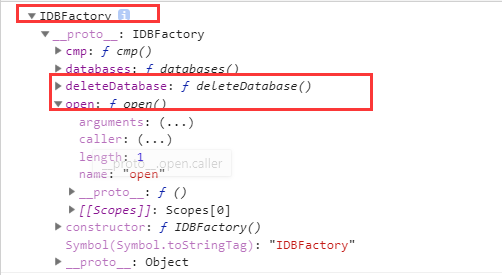 IDBFactory i
__proto__: IDBFactory
cmp: ƒ cmp()
databases: ƒ databases()
deleteDatabase: ƒ deleteDatabase()
open: ƒ open()
arguments: (...)
caller: (...)
length: 1
__proto__.open.caller
name: "open"
__proto__: ƒ ()
[[Scopes]]: Scopes[0]
constructor: ƒ IDBFactory()
Symbol(Symbol.toStringTag): "IDBFactory"
__proto__: Object